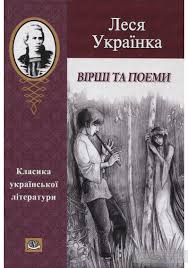 Леся
Українка
ВІРШІ ТА ПОЕМИ
Класика
української
літератури